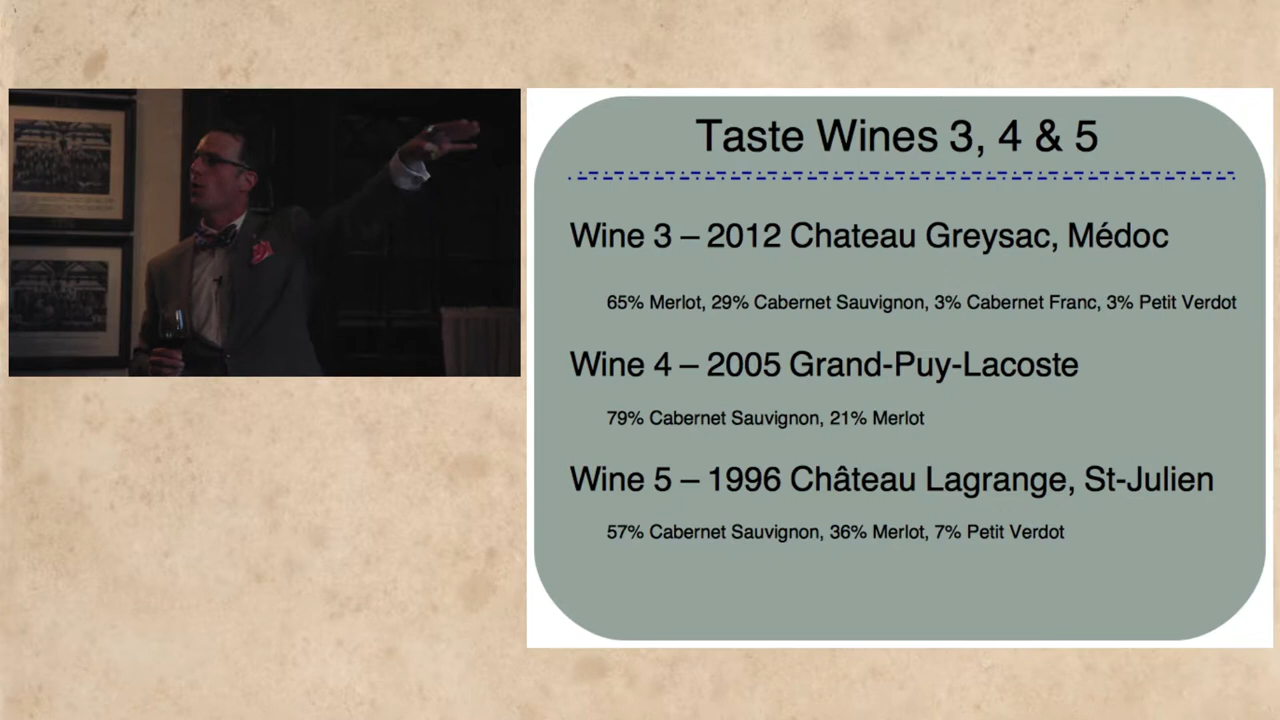 Taste Wines 3, 4 & 5
Wine 3 – 2012 Chateau Greysac, Médoc
65% Merlot, 29% Cabernet Sauvignon, 3% Cabernet Franc, 3% Petit Verdot
Wine 4 – 2005 Grand-Puy-Lacoste
79% Cabernet Sauvignon, 21% Merlot
Wine 5 – 1996 Château Lagrange, St-Julien
57% Cabernet Sauvignon, 36% Merlot, 7% Petit Verdot